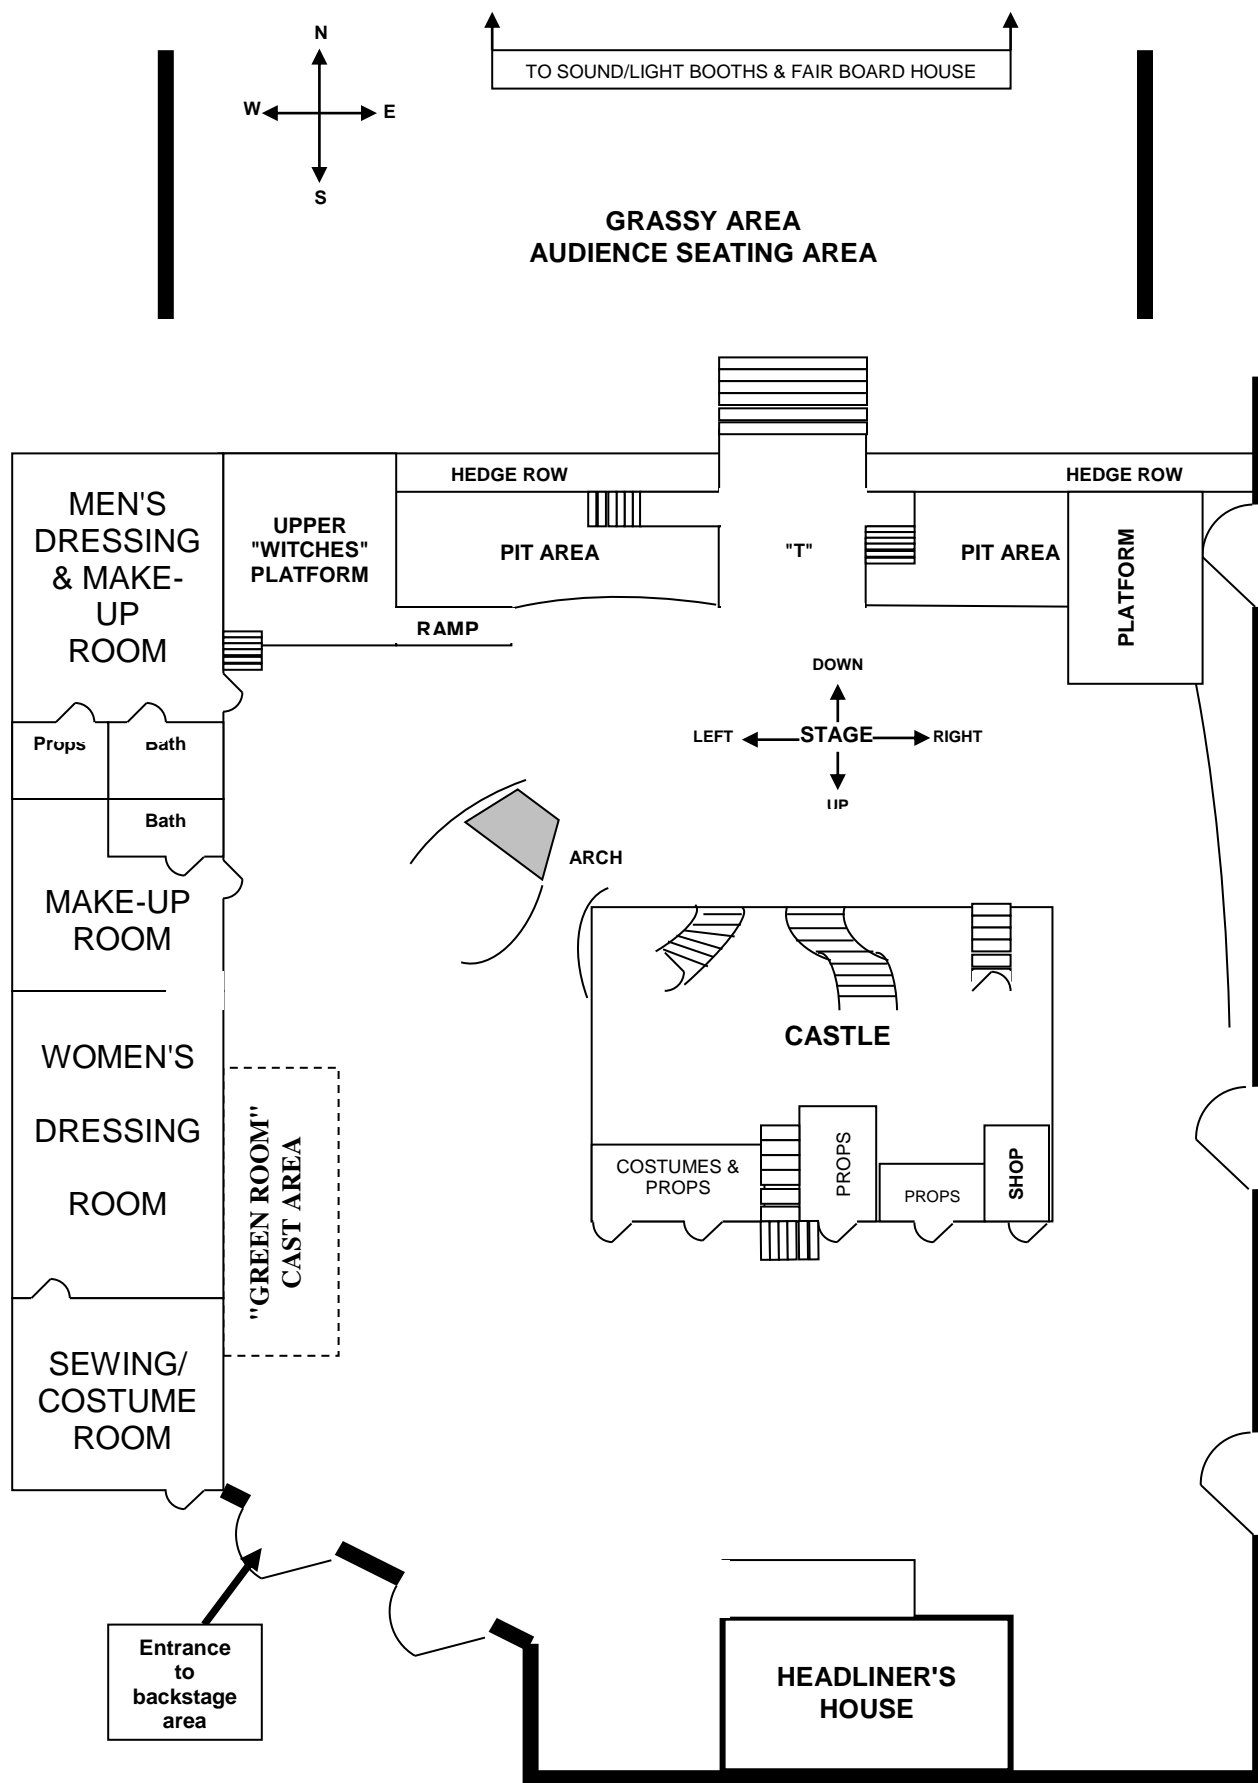 N
TO SOUND/LIGHT BOOTHS & FAIR BOARD HOUSE
W
E
S
GRASSY AREA
AUDIENCE SEATING AREA
HEDGE ROW
HEDGE ROW
MEN'S
DRESSING
& MAKE-
UP
ROOM
UPPER
"WITCHES"
PLATFORM
PIT AREA
"T"
PIT AREA
PLATFORM
RAMP
DOWN
LEFT
STAGE
RIGHT
UP
Props
Bath
Bath
ARCH
MAKE-UP
ROOM
CASTLE
WOMEN'S
DRESSING
ROOM
"GREEN ROOM"
CAST AREA
COSTUMES &
PROPS
PROPS
PROPS
SHOP
SEWING/
COSTUME
ROOM
Entrance
to
backstage
area
HEADLINER'S
HOUSE